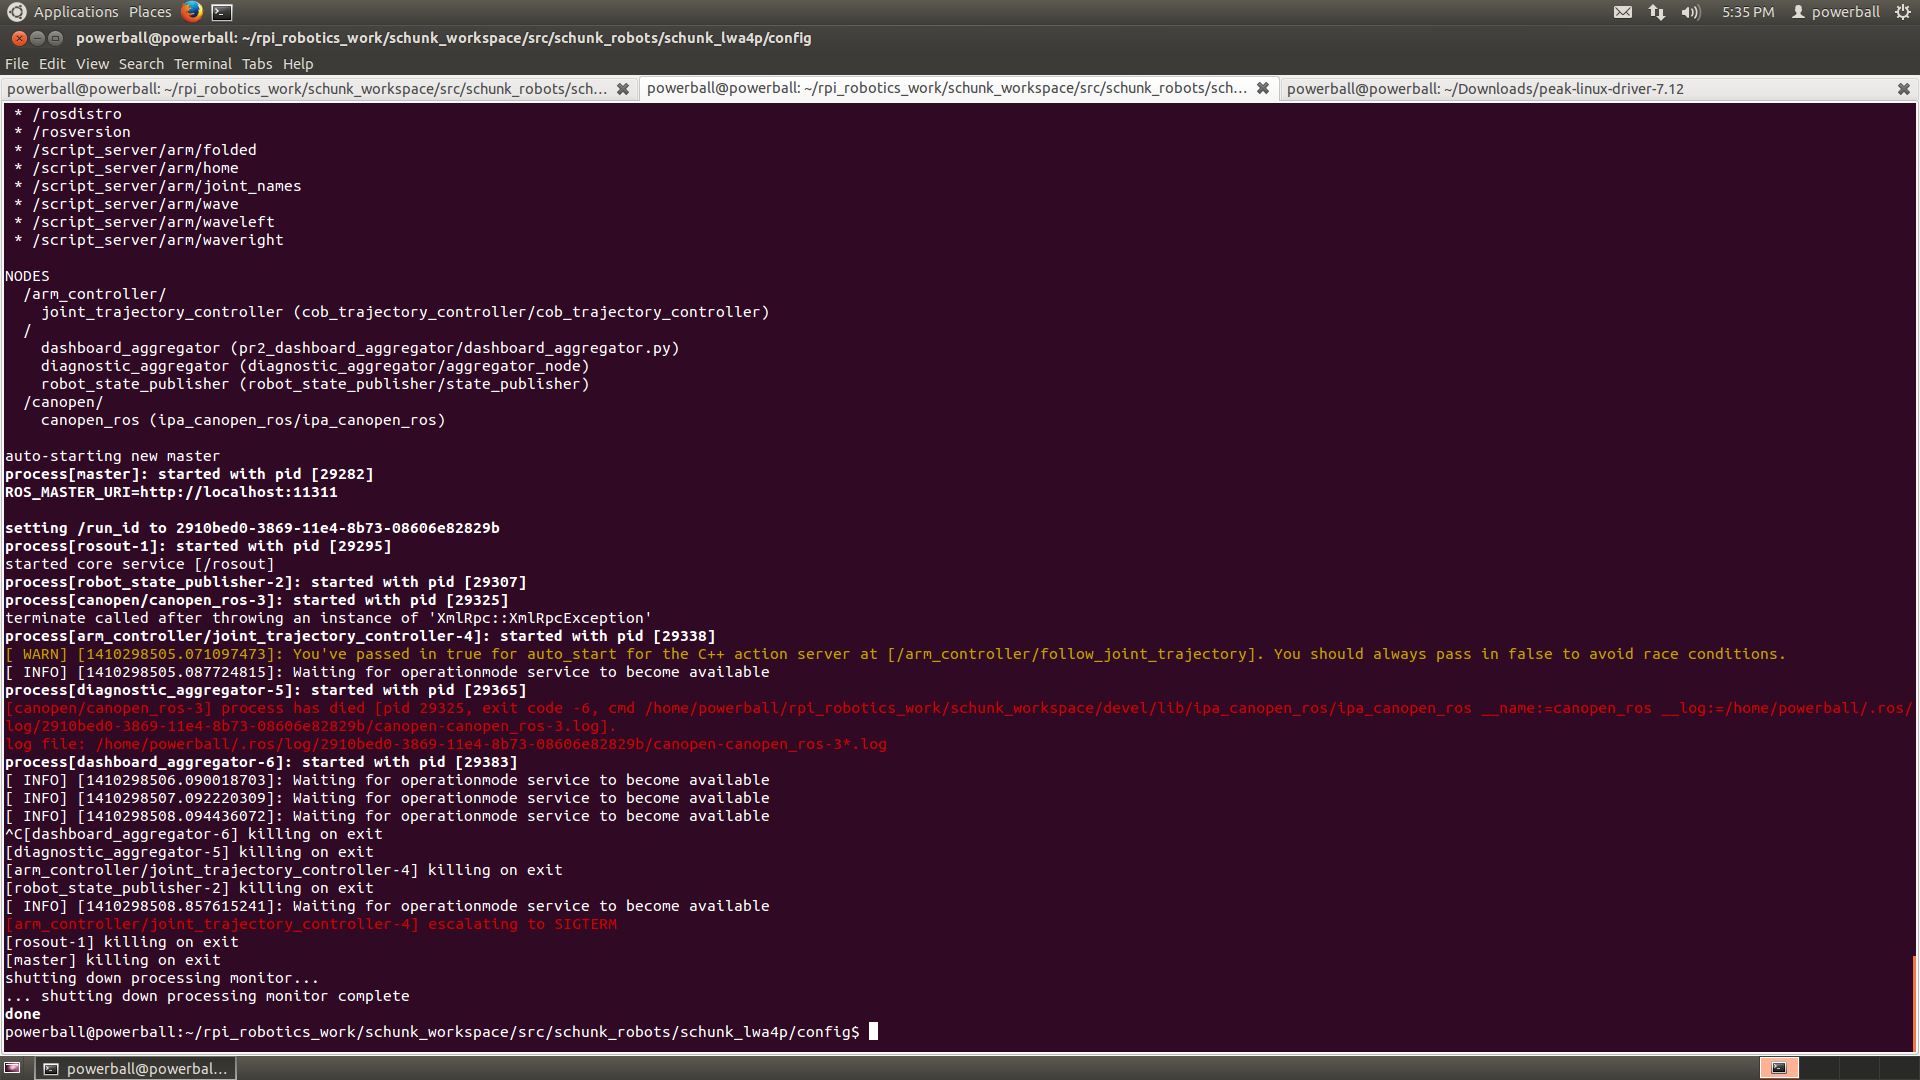 Applications Places 5:35 PM powerball
powerball@powerball: ~/rpi_robotics_work/schunk_workspace/src/schunk_robots/schunk_lwa4p/config
File Edit View Search Terminal Tabs Help
powerball@powerball: ~/rpi_robotics_work/schunk_workspace/src/schunk_robots/sch... powerball@powerball: ~/rpi_robotics_work/schunk_workspace/src/schunk_robots/sch... powerball@powerball: ~/Downloads/peak-linux-driver-7.12
* /rosdistro
* /rosversion
* /script_server/arm/folded
* /script_server/arm/home
* /script_server/arm/joint_names
* /script_server/arm/wave
* /script_server/arm/waveleft
* /script_server/arm/waveright
NODES
/arm_controller/
joint_trajectory_controller (cob_trajectory_controller/cob_trajectory_controller)
/
dashboard_aggregator (pr2_dashboard_aggregator/dashboard_aggregator.py)
diagnostic_aggregator (diagnostic_aggregator/aggregator_node)
robot_state_publisher (robot_state_publisher/state_publisher)
/canopen/
canopen_ros (ipa_canopen_ros/ipa_canopen_ros)
auto-starting new master
process[master]: started with pid [29282]
ROS_MASTER_URI=http://localhost:11311
setting /run_id to 2910bed0-3869-11e4-8b73-08606e82829b
process[rosout-1]: started with pid [29295]
started core service [/rosout]
process[robot_state_publisher-2]: started with pid [29307]
process[canopen/canopen_ros-3]: started with pid [29325]
terminate called after throwing an instance of 'XmlRpc::XmlRpcException'
process[arm_controller/joint_trajectory_controller-4]: started with pid [29338]
[ WARN] [1410298505.071097473]: You've passed in true for auto_start for the C++ action server at [/arm_controller/follow_joint_trajectory]. You should always pass in false to avoid race conditions.
[ INFO] [1410298505.087724815]: Waiting for operationmode service to become available
process[diagnostic_aggregator-5]: started with pid [29365]
[canopen/canopen_ros-3] process has died [pid 29325, exit code -6, cmd /home/powerball/rpi_robotics_work/schunk_workspace/devel/lib/ipa_canopen_ros/ipa_canopen_ros __name:=canopen_ros __log:=/home/powerball/.ros/
log/2910bed0-3869-11e4-8b73-08606e82829b/canopen-canopen_ros-3.log].
log file: /home/powerball/.ros/log/2910bed0-3869-11e4-8b73-08606e82829b/canopen-canopen_ros-3*.log
process[dashboard_aggregator-6]: started with pid [29383]
[ INFO] [1410298506.090018703]: Waiting for operationmode service to become available
[ INFO] [1410298507.092220309]: Waiting for operationmode service to become available
[ INFO] [1410298508.094436072]: Waiting for operationmode service to become available
^C[dashboard_aggregator-6] killing on exit
[diagnostic_aggregator-5] killing on exit
[arm_controller/joint_trajectory_controller-4] killing on exit
[robot_state_publisher-2] killing on exit
[ INFO] [1410298508.857615241]: Waiting for operationmode service to become available
[arm_controller/joint_trajectory_controller-4] escalating to SIGTERM
[rosout-1] killing on exit
[master] killing on exit
shutting down processing monitor...
... shutting down processing monitor complete
done
powerball@powerball:~/rpi_robotics_work/schunk_workspace/src/schunk_robots/schunk_lwa4p/config$
powerball@powerbal...